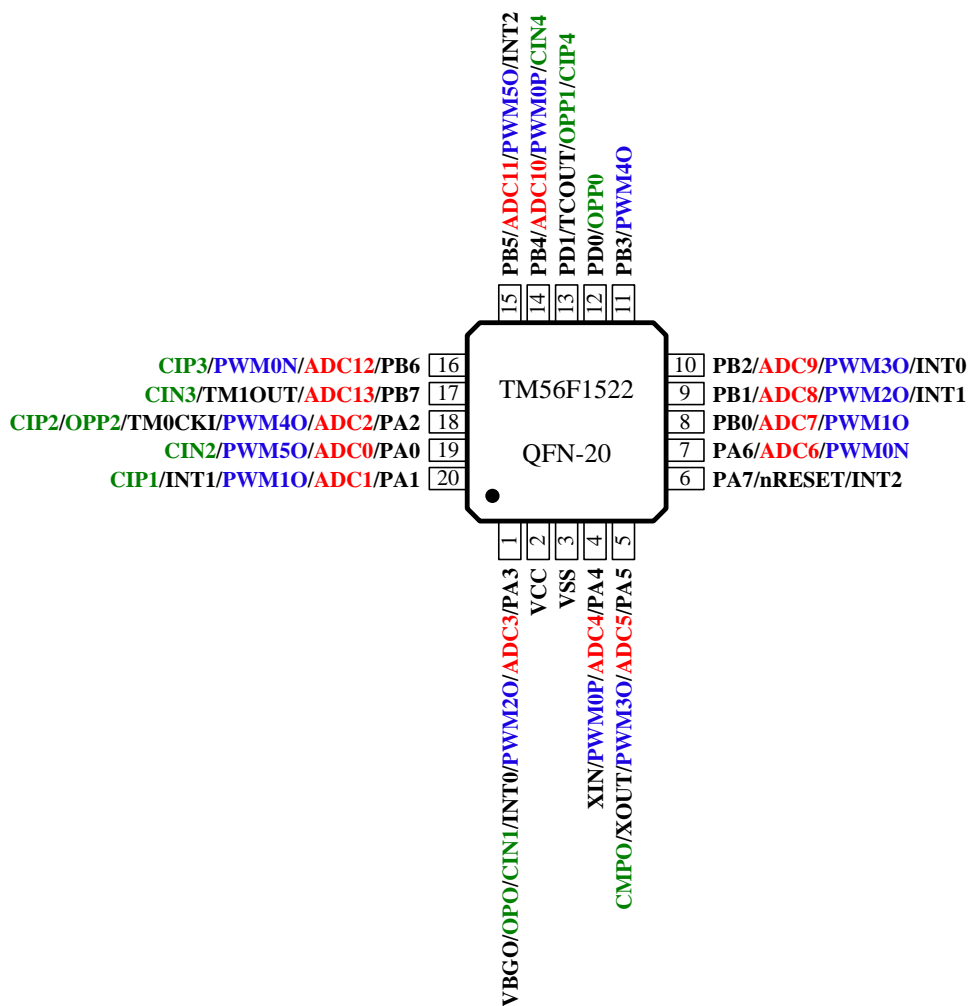 PB5/ADC11/PWM5O/INT2
PB4/ADC10/PWM0P/CIN4
PD1/TCOUT/OPP1/CIP4
PD0/OPP0
PB3/PWM4O
15
14
13
12
11
CIP3/PWM0N/ADC12/PB6 16
CIN3/TM1OUT/ADC13/PB7 17
CIP2/OPP2/TM0CKI/PWM4O/ADC2/PA2 18
CIN2/PWM5O/ADC0/PA0 19
CIP1/INT1/PWM1O/ADC1/PA1 20
TM56F1522
QFN-20
10 PB2/ADC9/PWM3O/INT0
9 PB1/ADC8/PWM2O/INT1
8 PB0/ADC7/PWM1O
7 PA6/ADC6/PWM0N
6 PA7/nRESET/INT2
1
2
3
4
5
VBGO/OPO/CIN1/INT0/PWM2O/ADC3/PA3
VCC
VSS
XIN/PWM0P/ADC4/PA4
CMPO/XOUT/PWM3O/ADC5/PA5